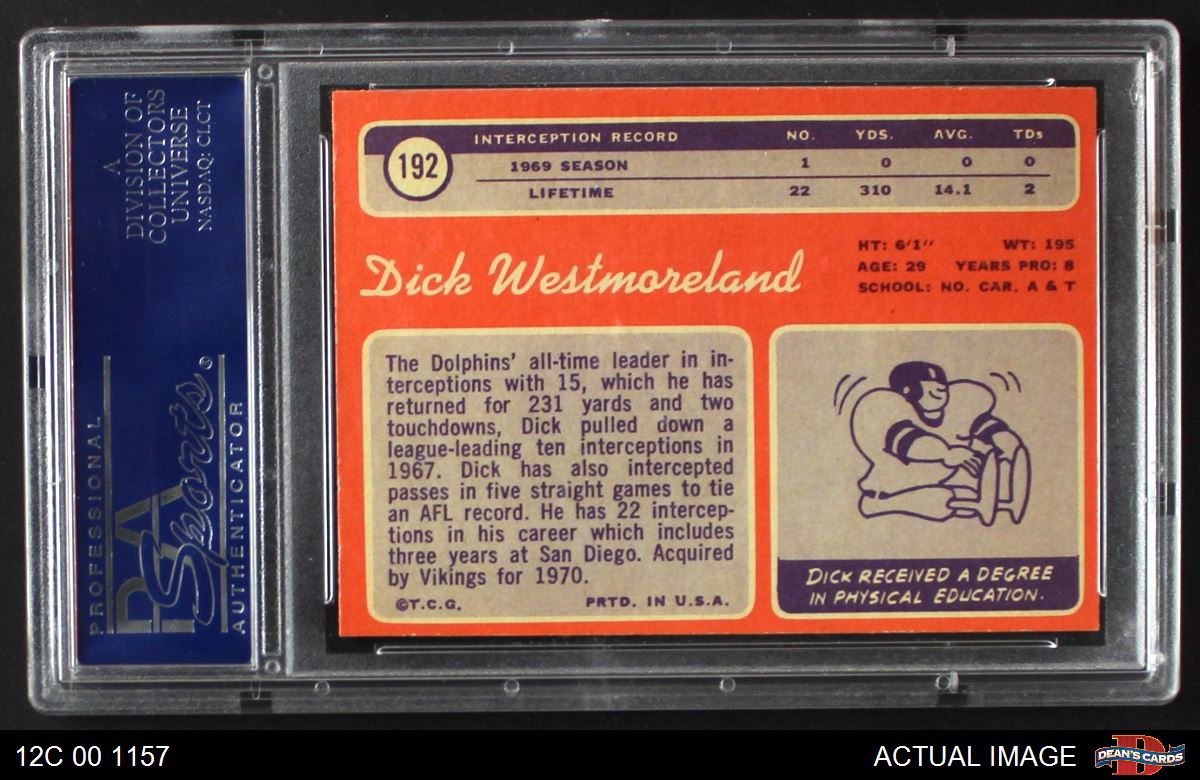 A
DIVISION OF
COLLECTORS
UNIVERSE
NASDAQ: CLCT
PROFESSIONAL
PSA
Sports®
AUTHENTICATOR
192
INTERCEPTION RECORD NO. YDS. AVG. TDs
1969 SEASON 1 0 0 0
LIFETIME 22 310 14.1 2
Dick Westmoreland
HT: 6'1" WT: 195
AGE: 29 YEARS PRO: 8
SCHOOL: NO. CAR. A & T
The Dolphins' all-time leader in in-
terceptions with 15, which he has
returned for 231 yards and two
touchdowns, Dick pulled down a
league-leading ten interceptions in
1967. Dick has also intercepted
passes in five straight games to tie
an AFL record. He has 22 intercep-
tions in his career which includes
three years at San Diego. Acquired
by Vikings for 1970.
©T.C.G. PRTD. IN U.S.A.
DICK RECEIVED A DEGREE
IN PHYSICAL EDUCATION.
12C 00 1157
ACTUAL IMAGE
DEAN'S CARDS